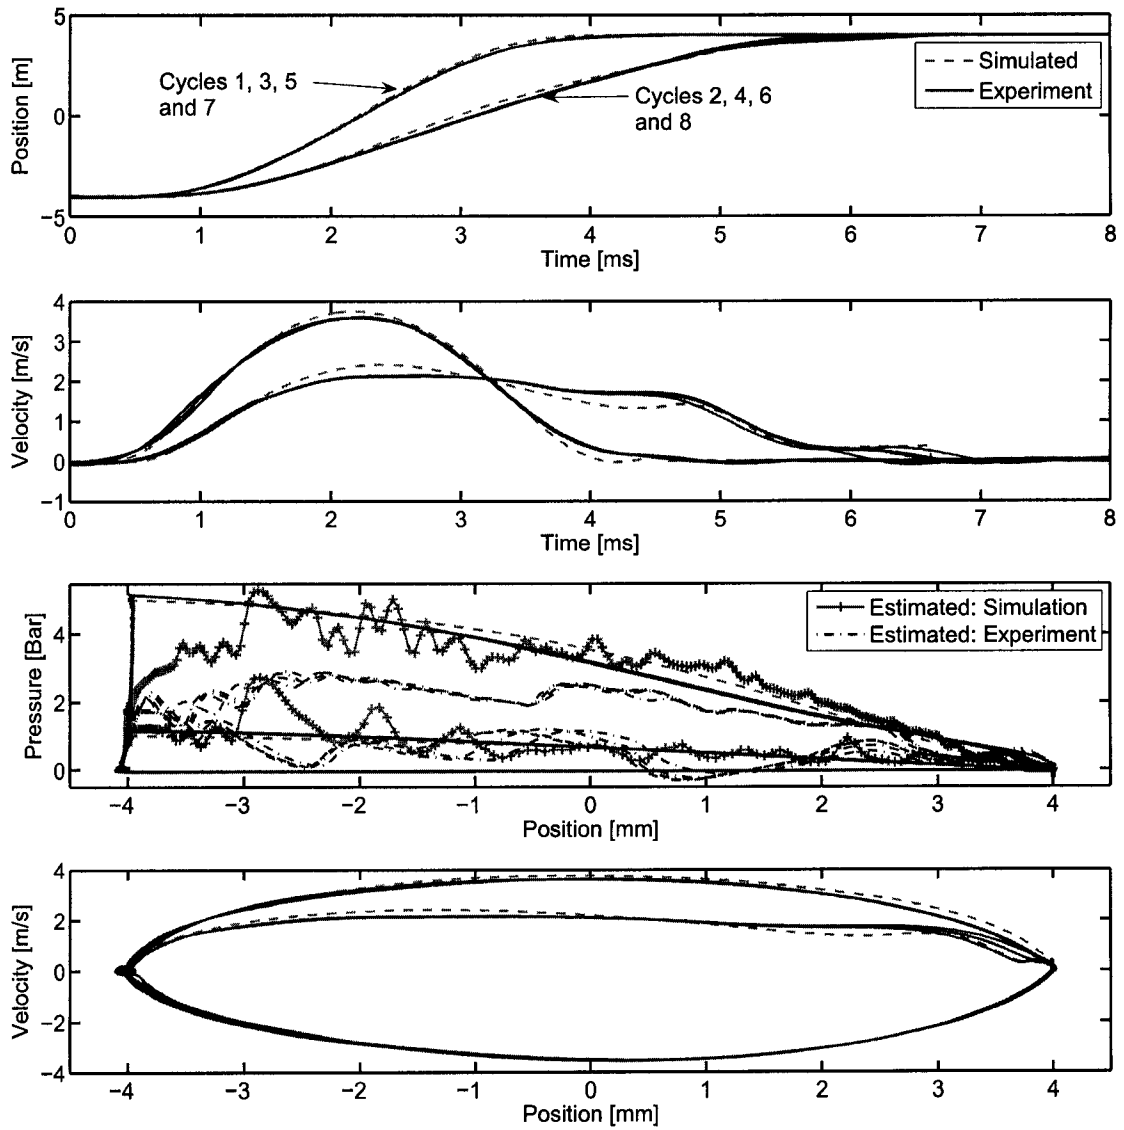 5
0
−5
Position [m]
Cycles 1, 3, 5
and 7
Cycles 2, 4, 6
and 8
Simulated
Experiment
0 1 2 3 4 5 6 7 8
Time [ms]
4
3
2
1
0
−1
Velocity [m/s]
0 1 2 3 4 5 6 7 8
Time [ms]
4
2
0
Pressure [Bar]
Estimated: Simulation
Estimated: Experiment
−4 −3 −2 −1 0 1 2 3 4
Position [mm]
4
2
0
−2
−4
Velocity [m/s]
−4 −3 −2 −1 0 1 2 3 4
Position [mm]